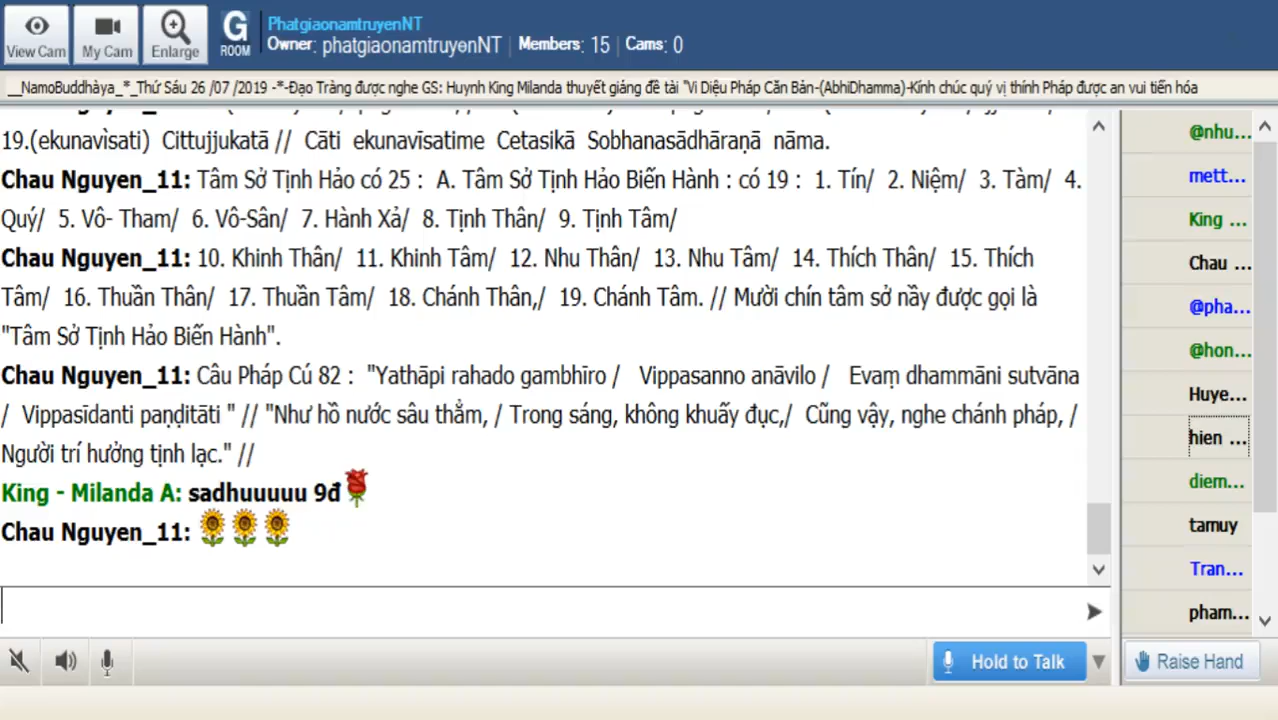 PhatgiaonamtruyenNT
View Cam My Cam Enlarge G ROOM Owner: phatgiaonamtruyenNT Members: 15 Cams: 0
__NamoBuddhàya_*_Thứ Sáu 26 /07 /2019 -*-Đạo Tràng được nghe GS: Huynh King Milanda thuyết giảng đề tài "Vi Diệu Pháp Căn Bản-(AbhiDhamma)-Kính chúc quý vị thính Pháp được an vui tiến hóa
19.(ekunavìsati) Cittujjukatā // Cāti ekunavīsatime Cetasikā Sobhanasādhāraṇā nāma.
Chau Nguyen_11: Tâm Sở Tịnh Hảo có 25 : A. Tâm Sở Tịnh Hảo Biến Hành : có 19 : 1. Tín/ 2. Niệm/ 3. Tàm/ 4.
Quý/ 5. Vô- Tham/ 6. Vô-Sân/ 7. Hành Xả/ 8. Tịnh Thân/ 9. Tịnh Tâm/
Chau Nguyen_11: 10. Khinh Thân/ 11. Khinh Tâm/ 12. Nhu Thân/ 13. Nhu Tâm/ 14. Thích Thân/ 15. Thích
Tâm/ 16. Thuần Thân/ 17. Thuần Tâm/ 18. Chánh Thân,/ 19. Chánh Tâm. // Mười chín tâm sở nầy được gọi là
"Tâm Sở Tịnh Hảo Biến Hành".
Chau Nguyen_11: Câu Pháp Cú 82 : "Yathāpi rahado gambhīro / Vippasanno anāvilo / Evaṃ dhammāni sutvāna
/ Vippasīdanti paṇḍitāti " // "Như hồ nước sâu thẳm, / Trong sáng, không khuấy đục,/ Cũng vậy, nghe chánh pháp, /
Người trí hưởng tịnh lạc." //
King - Milanda A: sadhuuuuu 9đ
Chau Nguyen_11:
@nhu...
mett...
King ...
Chau ...
@pha...
@hon...
Huye...
hien ...
diem...
tamuy
Tran...
pham...
Hold to Talk
Raise Hand